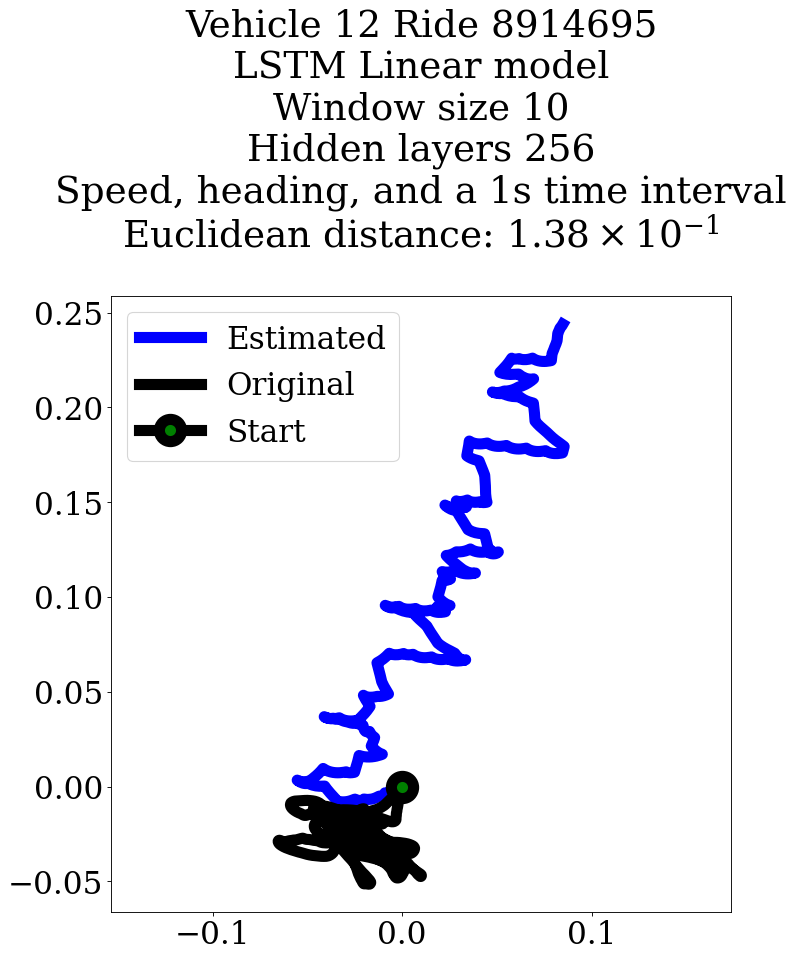 Vehicle 12 Ride 8914695
LSTM Linear model
Window size 10
Hidden layers 256
Speed, heading, and a 1s time interval
Euclidean distance: 1.38 × 10⁻¹
Estimated
Original
Start
0.25
0.20
0.15
0.10
0.05
0.00
−0.05
−0.1
0.0
0.1